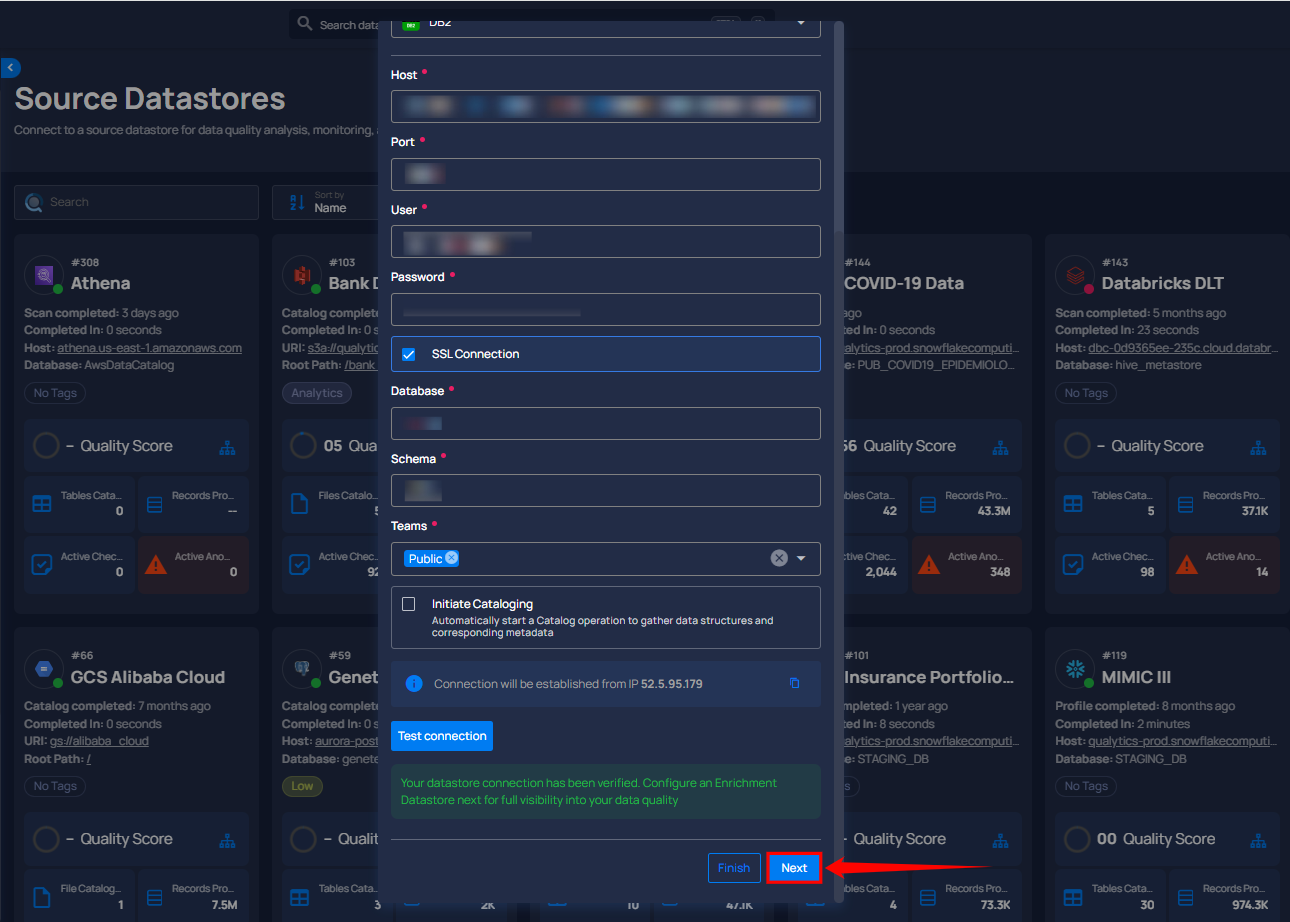 Search data
DB2
Source Datastores
Connect to a source datastore for data quality analysis, monitoring,
Search
Sort by
Name
Host *
Port *
User *
Password *
SSL Connection
Database *
Schema *
Teams *
Public
Initiate Cataloging
Automatically start a Catalog operation to gather data structures and
corresponding metadata
Connection will be established from IP 52.5.95.179
Test connection
Your datastore connection has been verified. Configure an Enrichment
Datastore next for full visibility into your data quality
Finish
Next
#308
Athena
Scan completed: 3 days ago
Completed In: 0 seconds
Host: athena.us-east-1.amazonaws.com
Database: AwsDataCatalog
No Tags
– Quality Score
Tables Cata...
0
Records Pro...
--
Active Chec...
0
Active Ano...
0
#103
Bank D
Catalog complete
Completed In: 0 s
URI: s3a://qualytic
Root Path: /bank_
Analytics
05 Qua
Files Catalo...
5
Active Chec...
92
#144
COVID-19 Data
ago
0 seconds
alytics-prod.snowflakecomputi...
e: PUB_COVID19_EPIDEMIOLO...
56 Quality Score
bles Cata...
42
Records Pro...
43.3M
tive Chec...
2,044
Active Ano...
348
#143
Databricks DLT
Scan completed: 5 months ago
Completed In: 23 seconds
Host: dbc-0d9365ee-235c.cloud.databr...
Database: hive_metastore
No Tags
– Quality Score
Tables Cata...
5
Records Pro...
37.1K
Active Chec...
98
Active Ano...
14
#66
GCS Alibaba Cloud
Catalog completed: 7 months ago
Completed In: 0 seconds
URI: gs://alibaba_cloud
Root Path: /
No Tags
– Quality Score
File Catalog...
1
Records Pro...
7.5M
#59
Genet
Catalog complete
Completed In: 0 s
Host: aurora-post
Database: genete
Low
– Qualit
Tables Cata
3
2K
10
47.1K
#101
Insurance Portfolio...
mpleted: 1 year ago
ed In: 8 seconds
alytics-prod.snowflakecomputi...
e: STAGING_DB
s
– Quality Score
bles Cata...
4
Records Pro...
73.3K
#119
MIMIC III
Profile completed: 8 months ago
Completed In: 2 minutes
Host: qualytics-prod.snowflakecomputi...
Database: STAGING_DB
No Tags
00 Quality Score
Tables Cata...
30
Records Pro...
974.3K